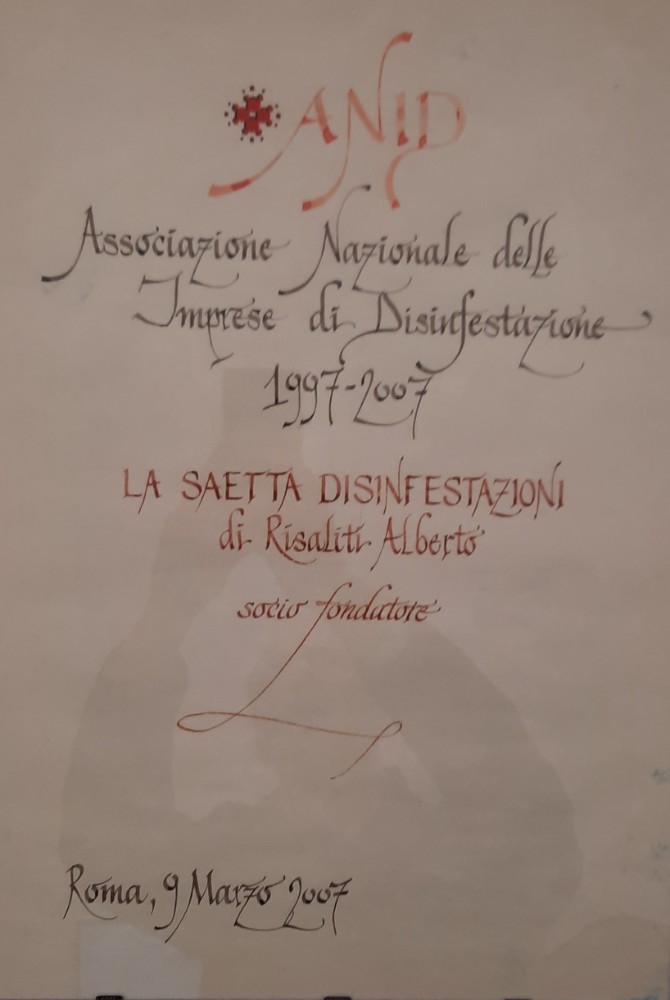 ANID
Associazione Nazionale delle
Imprese di Disinfestazione
1997-2007
LA SAETTA DISINFESTAZIONI
di Risaliti Alberto
socio fondatore
Roma, 9 Marzo 2007